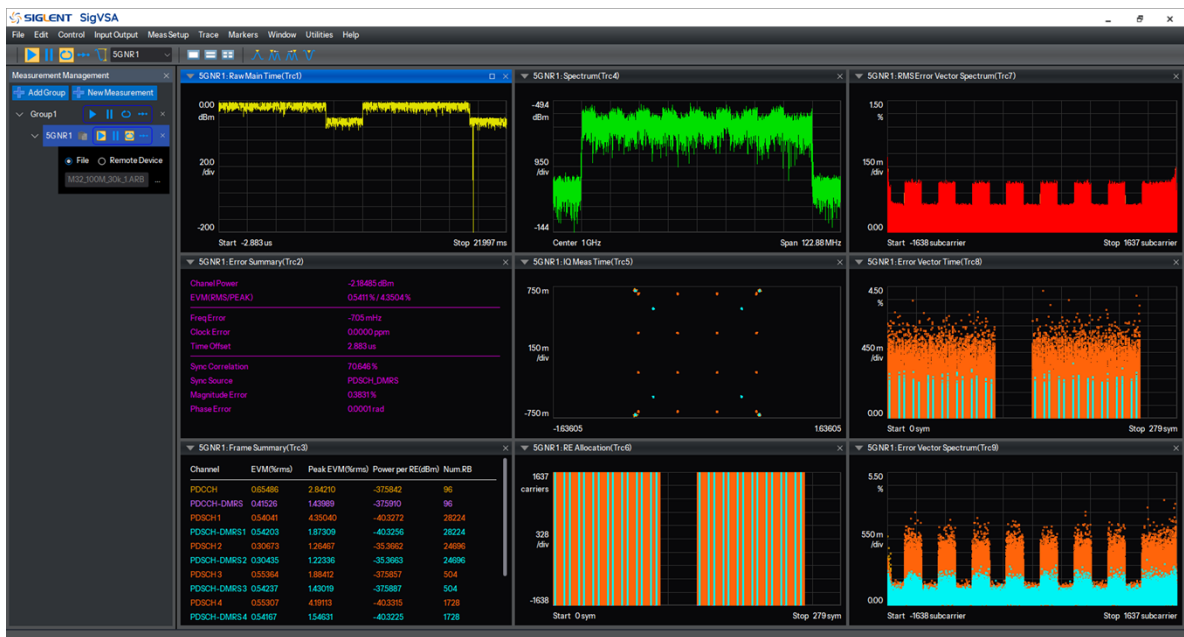 SIGLENT SigVSA
File Edit Control Input Output Meas Setup Trace Markers Window Utilities Help
5G NR 1
Measurement Management
Add Group New Measurement
Group1
5G NR1
File Remote Device
M32_100M_30k_1.ARB ...
5G NR 1: Raw Main Time(Trc1)
0.00
dBm
200
/div
-200
Start -2.883 us Stop 21.997 ms
5G NR 1: Spectrum(Trc4)
-49.4
dBm
9.50
/div
-144
Center 1 GHz Span 122.88 MHz
5G NR 1: RMS Error Vector Spectrum(Trc7)
1.50
%
150 m
/div
0.00
Start -1638 subcarrier Stop 1637 subcarrier
5G NR 1: Error Summary(Trc2)
Channel Power -2.18485 dBm
EVM(RMS/PEAK) 0.5411 % / 4.3504 %
Freq Error -705 mHz
Clock Error 0.0000 ppm
Time Offset 2.883 us
Sync Correlation 70.646 %
Sync Source PDSCH_DMRS
Magnitude Error 0.3831 %
Phase Error 0.0001 rad
5G NR 1: IQ Meas Time(Trc5)
750 m
150 m
/div
-750 m
-1.63605 1.63605
5G NR 1: Error Vector Time(Trc8)
4.50
%
450 m
/div
0.00
Start 0 sym Stop 279 sym
5G NR 1: Frame Summary(Trc3)
Channel EVM(%rms) Peak EVM(%rms) Power per RE(dBm) Num.RB
PDCCH 0.65486 2.84210 -37.5842 96
PDCCH-DMRS 0.41526 1.43989 -37.5910 96
PDSCH 1 0.54041 4.35040 -40.3272 28224
PDSCH-DMRS 1 0.54203 1.87309 -40.3256 28224
PDSCH 2 0.30673 1.26467 -35.3662 24696
PDSCH-DMRS 2 0.30435 1.22336 -35.3663 24696
PDSCH 3 0.55364 1.88412 -37.5857 504
PDSCH-DMRS 3 0.54237 1.43019 -37.5887 504
PDSCH 4 0.55307 4.19113 -40.3315 1728
PDSCH-DMRS 4 0.54167 1.54631 -40.3225 1728
5G NR 1: RE Allocation(Trc6)
1637
carriers
328
/div
-1638
Start 0 sym Stop 279 sym
5G NR 1: Error Vector Spectrum(Trc9)
5.50
%
550 m
/div
0.00
Start -1638 subcarrier Stop 1637 subcarrier